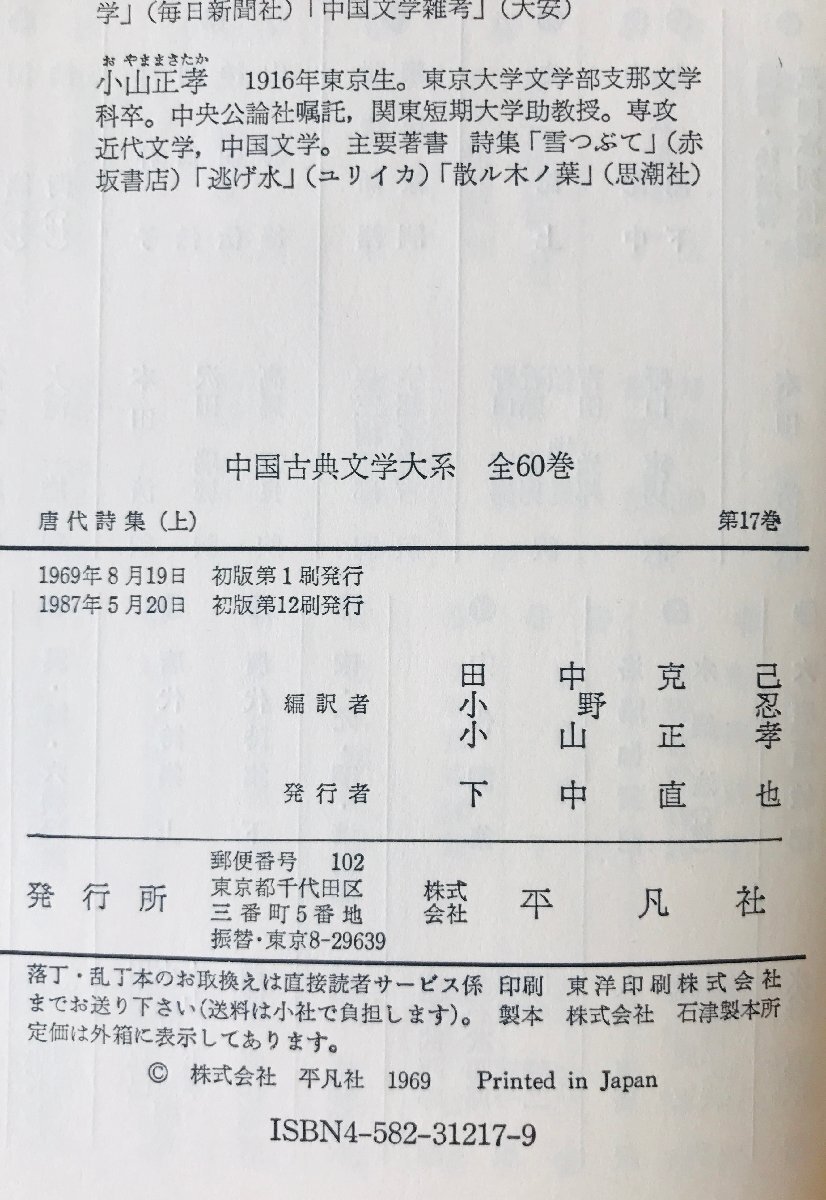 学」（毎日新聞社）「中国文学雑考」（大安）
お やままさたか
小山正孝　1916年東京生。東京大学文学部支那文学
科卒。中央公論社嘱託，関東短期大学助教授。専攻
近代文学，中国文学。主要著書　詩集「雪つぶて」（赤
坂書店）「逃げ水」（ユリイカ）「散ル木ノ葉」（思潮社）
中国古典文学大系　全60巻
唐代詩集（上）　第17巻
1969年8月19日　初版第1刷発行
1987年5月20日　初版第12刷発行
編訳者
田中克己
小野忍
小山正孝
発行者　下中直也
発行所
郵便番号　102
東京都千代田区
三番町5番地
振替・東京8-29639
株式
会社
平凡社
落丁・乱丁本のお取換えは直接読者サービス係
までお送り下さい（送料は小社で負担します）。
定価は外箱に表示してあります。
印刷　東洋印刷株式会社
製本　株式会社　石津製本所
© 株式会社　平凡社　1969　Printed in Japan
ISBN4-582-31217-9